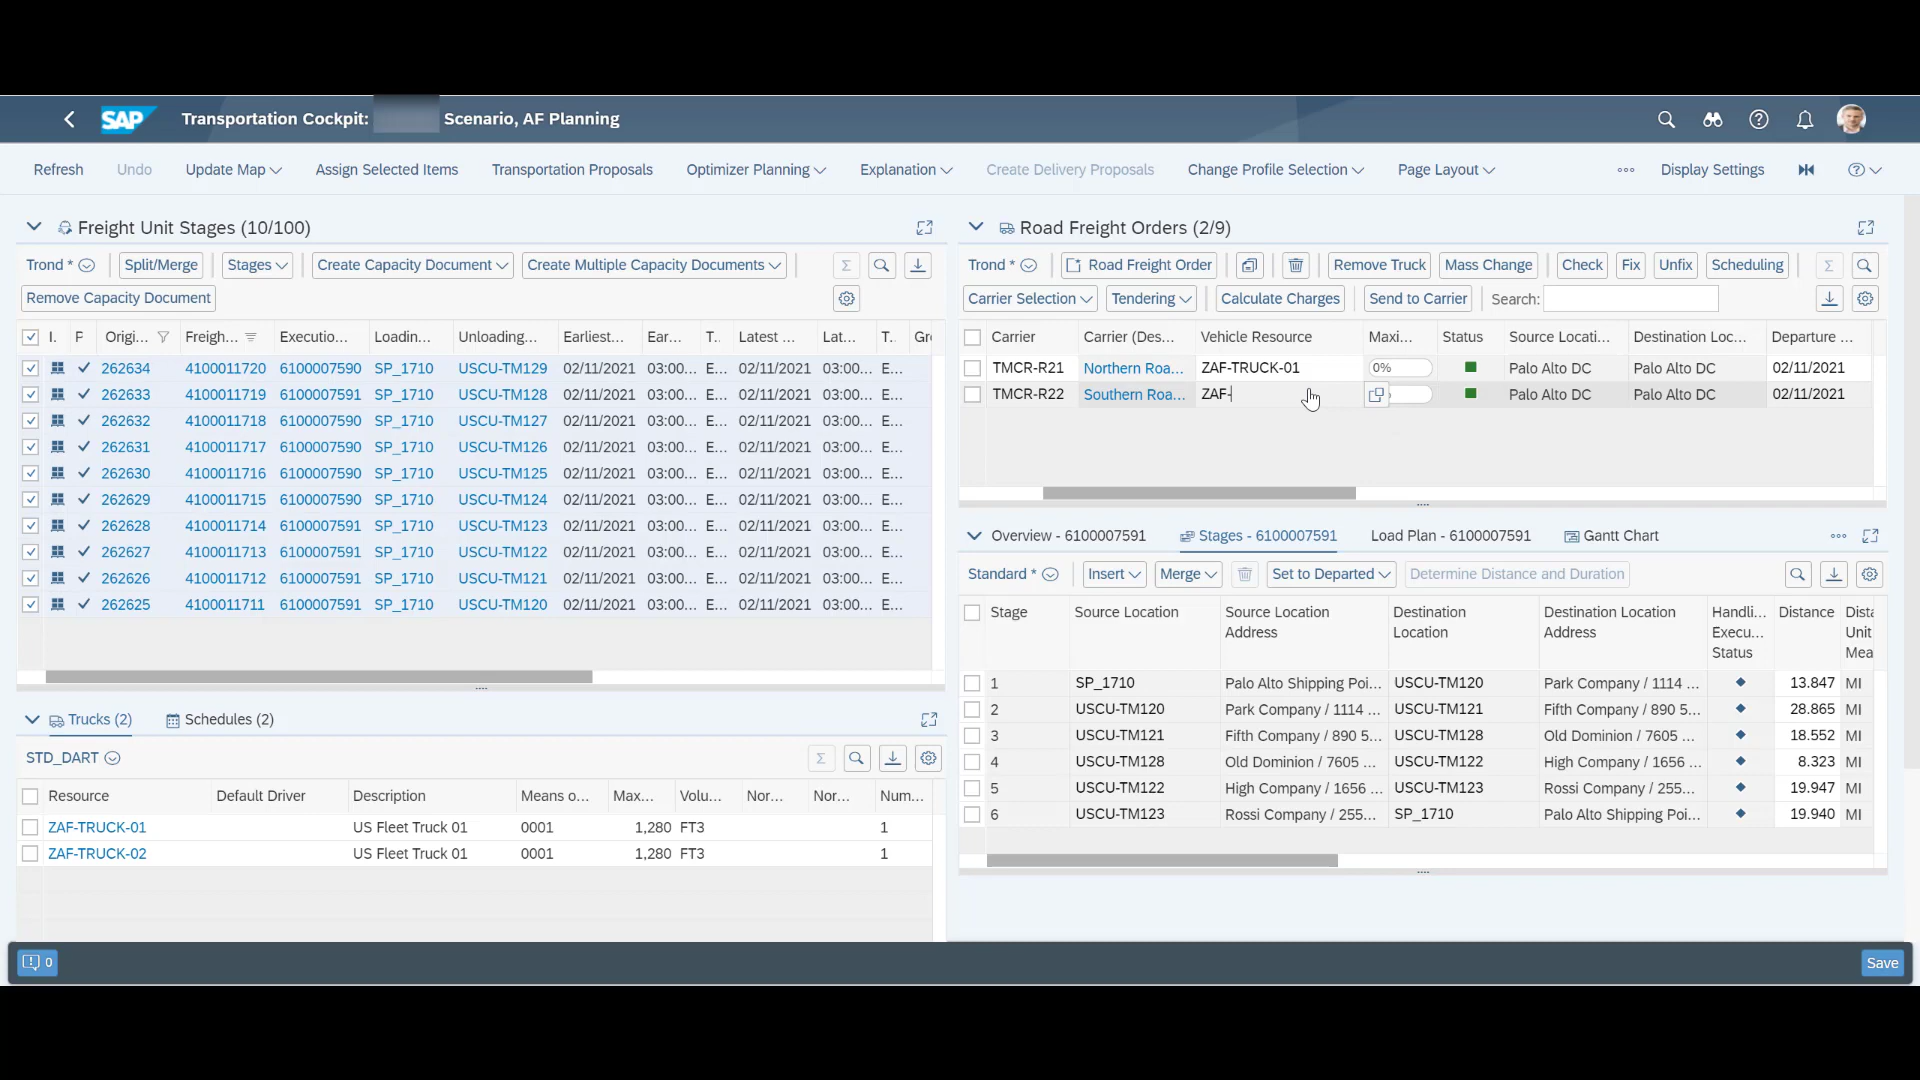 SAP Transportation Cockpit: Scenario, AF Planning
Refresh Undo Update Map Assign Selected Items Transportation Proposals Optimizer Planning Explanation Create Delivery Proposals Change Profile Selection Page Layout Display Settings
Freight Unit Stages (10/100)
Trond * Split/Merge Stages Create Capacity Document Create Multiple Capacity Documents
Remove Capacity Document
I. P Origi... Freigh... Executio... Loadin... Unloading... Earliest... Ear... T.. Latest ... Lat... T.. Gr
262634 4100011720 6100007590 SP_1710 USCU-TM129 02/11/2021 03:00... E... 02/11/2021 03:00... E...
262633 4100011719 6100007590 SP_1710 USCU-TM128 02/11/2021 03:00... E... 02/11/2021 03:00... E...
262632 4100011718 6100007590 SP_1710 USCU-TM127 02/11/2021 03:00... E... 02/11/2021 03:00... E...
262631 4100011717 6100007590 SP_1710 USCU-TM126 02/11/2021 03:00... E... 02/11/2021 03:00... E...
262630 4100011716 6100007590 SP_1710 USCU-TM125 02/11/2021 03:00... E... 02/11/2021 03:00... E...
262629 4100011715 6100007590 SP_1710 USCU-TM124 02/11/2021 03:00... E... 02/11/2021 03:00... E...
262628 4100011714 6100007591 SP_1710 USCU-TM123 02/11/2021 03:00... E... 02/11/2021 03:00... E...
262627 4100011713 6100007591 SP_1710 USCU-TM122 02/11/2021 03:00... E... 02/11/2021 03:00... E...
262626 4100011712 6100007591 SP_1710 USCU-TM121 02/11/2021 03:00... E... 02/11/2021 03:00... E...
262625 4100011711 6100007591 SP_1710 USCU-TM120 02/11/2021 03:00... E... 02/11/2021 03:00... E...
Trucks (2) Schedules (2)
STD_DART
Resource Default Driver Description Means o... Max... Volu... Nor... Nor... Num...
ZAF-TRUCK-01 US Fleet Truck 01 0001 1,280 FT3 1
ZAF-TRUCK-02 US Fleet Truck 01 0001 1,280 FT3 1
Road Freight Orders (2/9)
Trond * Road Freight Order Remove Truck Mass Change Check Fix Unfix Scheduling
Carrier Selection Tendering Calculate Charges Send to Carrier Search:
Carrier Carrier (Des... Vehicle Resource Maxi... Status Source Locati... Destination Loc... Departure ...
TMCR-R21 Northern Roa... ZAF-TRUCK-01 0% Palo Alto DC Palo Alto DC 02/11/2021
TMCR-R22 Southern Roa... ZAF- Palo Alto DC Palo Alto DC 02/11/2021
Overview - 6100007591 Stages - 6100007591 Load Plan - 6100007591 Gantt Chart
Standard * Insert Merge Set to Departed Determine Distance and Duration
Stage Source Location Source Location Address Destination Location Destination Location Address Handli... Execu... Status Distance Dista Unit Mea
1 SP_1710 Palo Alto Shipping Poi... USCU-TM120 Park Company / 1114 ... 13.847 MI
2 USCU-TM120 Park Company / 1114 ... USCU-TM121 Fifth Company / 890 5... 28.865 MI
3 USCU-TM121 Fifth Company / 890 5... USCU-TM128 Old Dominion / 7605 ... 18.552 MI
4 USCU-TM128 Old Dominion / 7605 ... USCU-TM122 High Company / 1656 ... 8.323 MI
5 USCU-TM122 High Company / 1656 ... USCU-TM123 Rossi Company / 255... 19.947 MI
6 USCU-TM123 Rossi Company / 255... SP_1710 Palo Alto Shipping Poi... 19.940 MI
0 Save